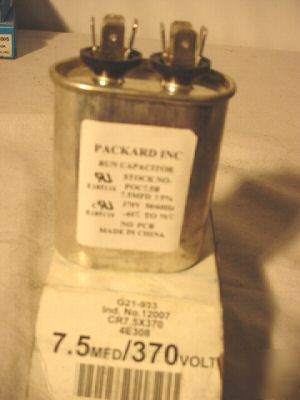 PACKARD INC
RUN CAPACITOR
STOCK NO.
POC7.5B
7.5MFD ±5%
370V 50/60Hz
-40°C TO 70°C
NO PCB
MADE IN CHINA
G21-933
Ind. No. 12007
CR7.5X370
4E308
7.5MFD/370VOLT